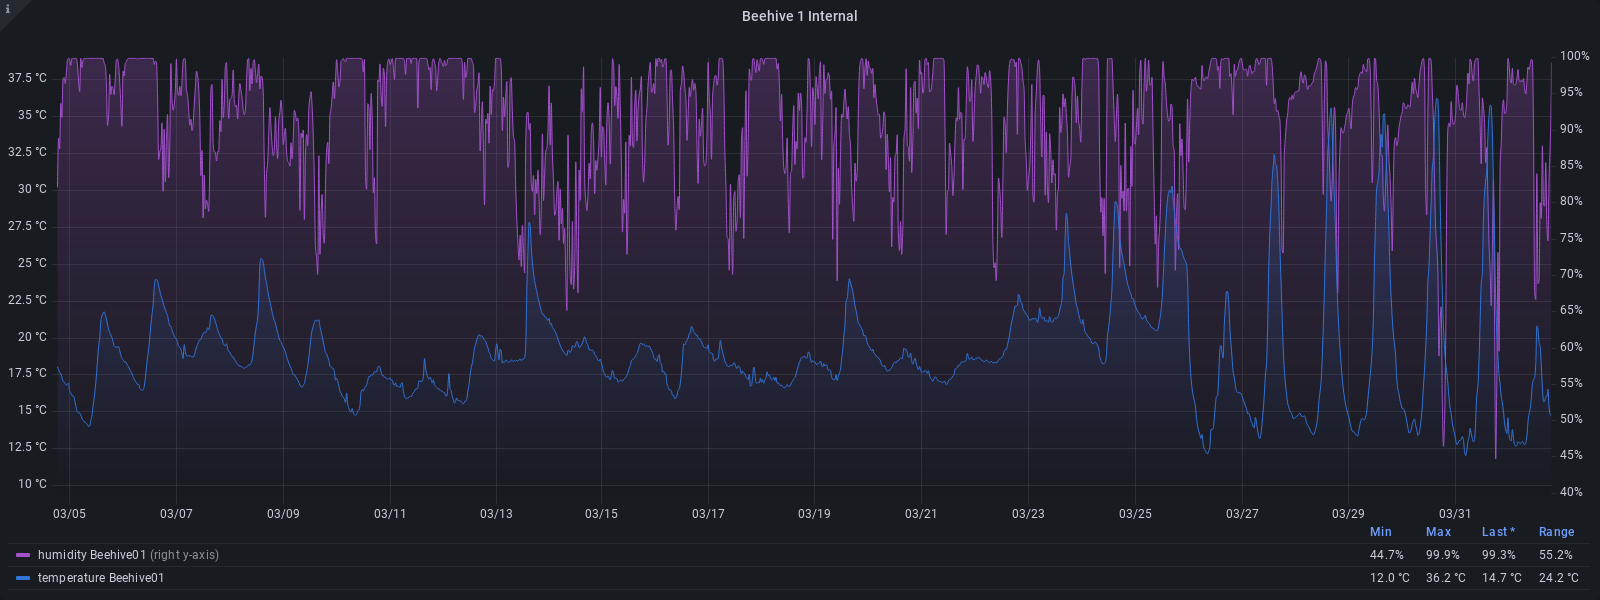 i
Beehive 1 Internal
37.5 °C
35 °C
32.5 °C
30 °C
27.5 °C
25 °C
22.5 °C
20 °C
17.5 °C
15 °C
12.5 °C
10 °C
100%
95%
90%
85%
80%
75%
70%
65%
60%
55%
50%
45%
40%
03/05 03/07 03/09 03/11 03/13 03/15 03/17 03/19 03/21 03/23 03/25 03/27 03/29 03/31
Min Max Last * Range
humidity Beehive01 (right y-axis) 44.7% 99.9% 99.3% 55.2%
temperature Beehive01 12.0 °C 36.2 °C 14.7 °C 24.2 °C